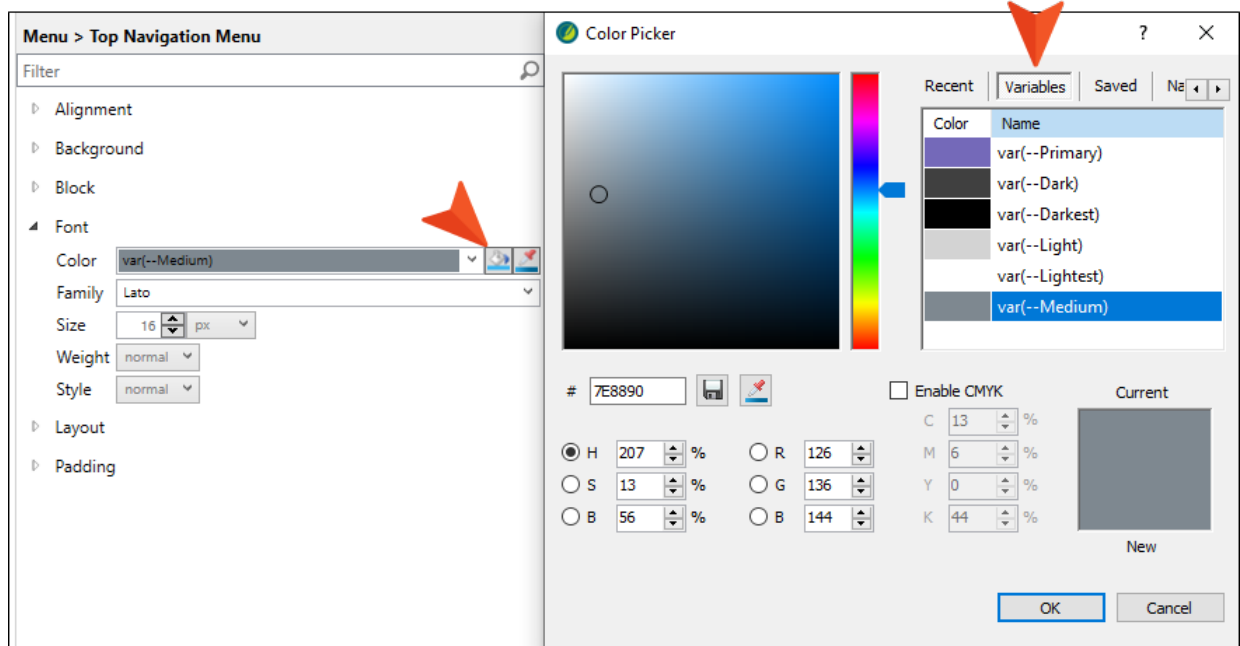 Menu > Top Navigation Menu
Filter
Alignment
Background
Block
Font
Color var(--Medium)
Family Lato
Size 16 px
Weight normal
Style normal
Layout
Padding
Color Picker ? ×
Recent Variables Saved Na
Color Name
var(--Primary)
var(--Dark)
var(--Darkest)
var(--Light)
var(--Lightest)
var(--Medium)
# 7E8890 Enable CMYK Current
C 13 %
H 207 % R 126 M 6 %
S 13 % G 136 Y 0 %
B 56 % B 144 K 44 %
New
OK Cancel